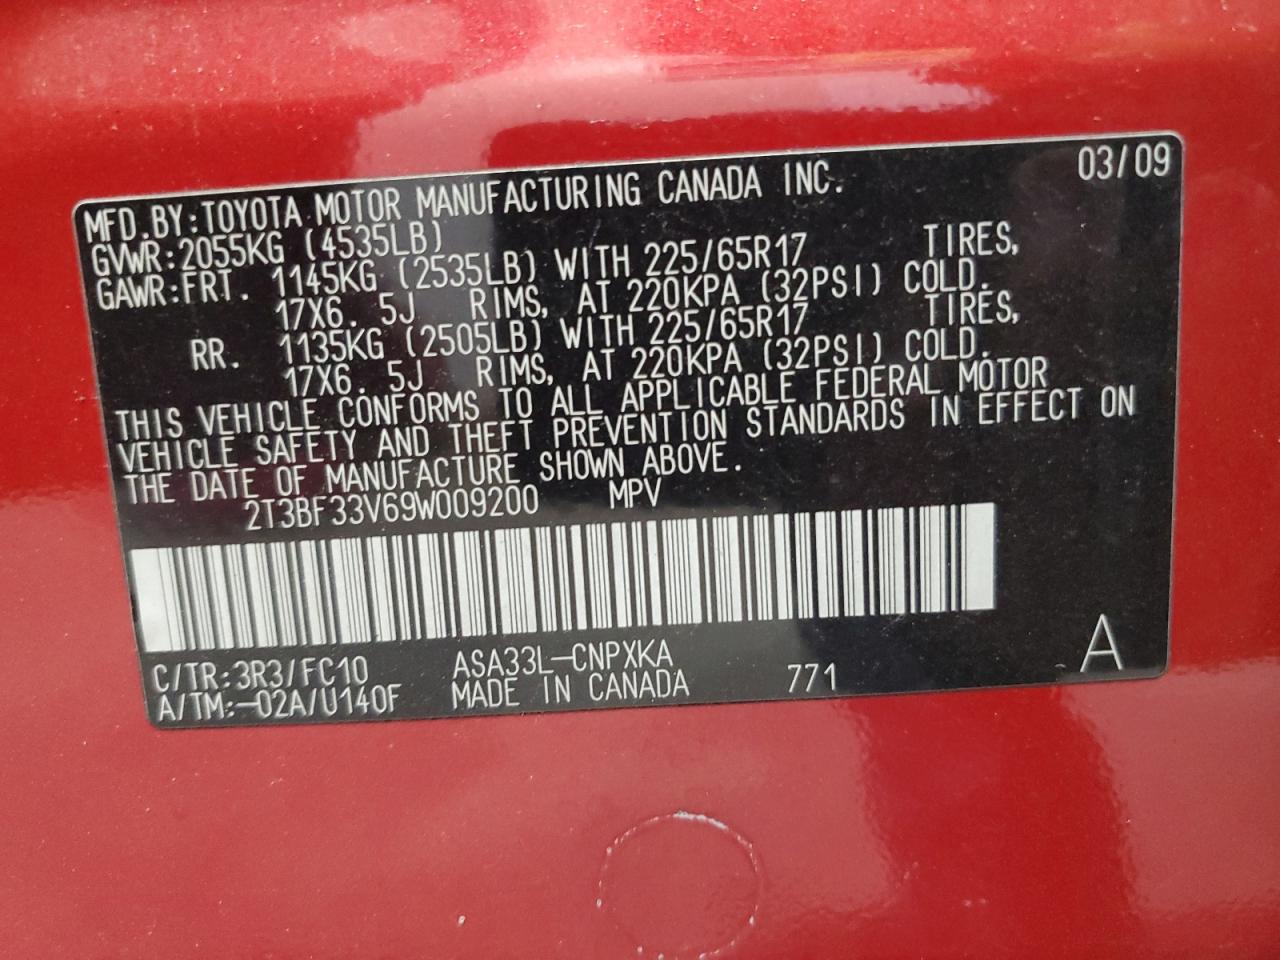 MFD.BY:TOYOTA MOTOR MANUFACTURING CANADA INC. 03/09
GVWR:2055KG (4535LB)
GAWR:FRT. 1145KG (2535LB) WITH 225/65R17 TIRES,
17X6. 5J RIMS, AT 220KPA (32PSI) COLD.
RR. 1135KG (2505LB) WITH 225/65R17 TIRES,
17X6. 5J RIMS, AT 220KPA (32PSI) COLD.
THIS VEHICLE CONFORMS TO ALL APPLICABLE FEDERAL MOTOR
VEHICLE SAFETY AND THEFT PREVENTION STANDARDS IN EFFECT ON
THE DATE OF MANUFACTURE SHOWN ABOVE.
2T3BF33V69W009200 MPV
C/TR:3R3/FC10 ASA33L-CNPXKA
A/TM:-02A/U140F MADE IN CANADA 771 A